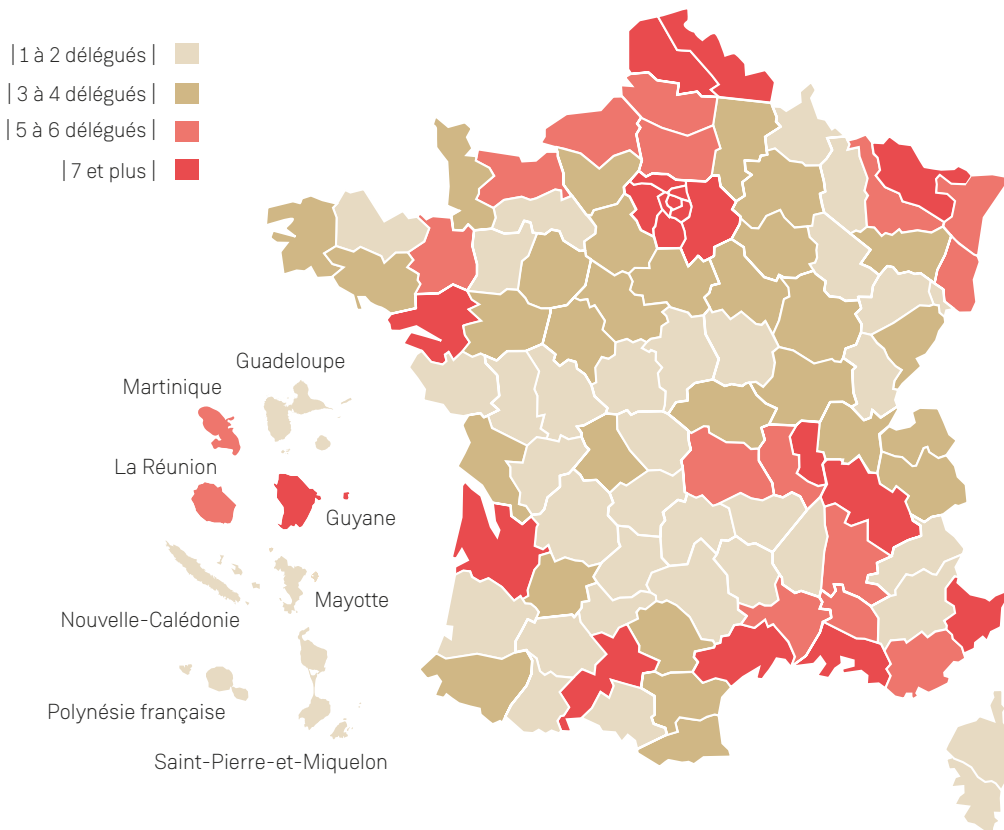 | 1 à 2 délégués |
| 3 à 4 délégués |
| 5 à 6 délégués |
| 7 et plus |
Guadeloupe
Martinique
La Réunion
Guyane
Mayotte
Nouvelle-Calédonie
Polynésie française
Saint-Pierre-et-Miquelon